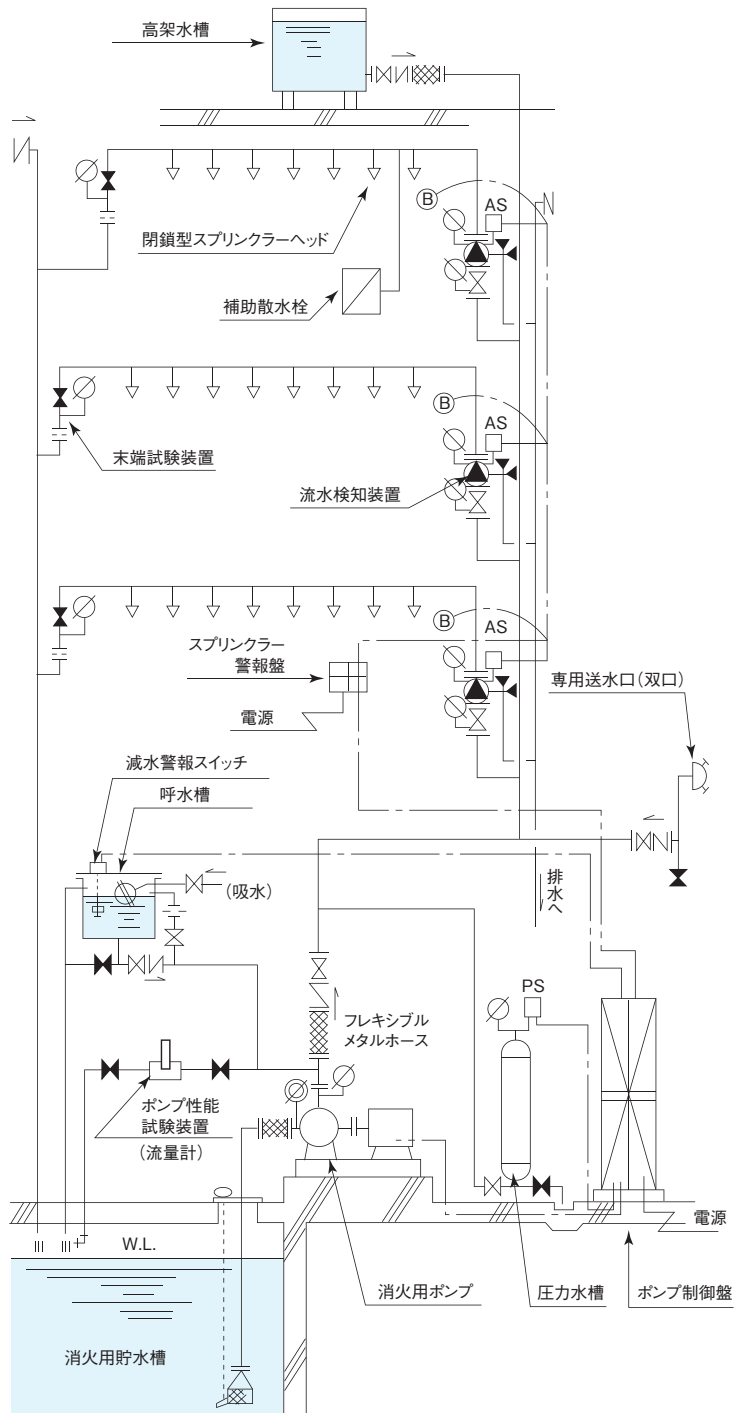 高架水槽
B
AS
閉鎖型スプリンクラーヘッド
補助散水栓
B
AS
末端試験装置
流水検知装置
B
AS
スプリンクラー
警報盤
電源
専用送水口(双口)
減水警報スイッチ
呼水槽
(吸水)
排水へ
PS
フレキシブル
メタルホース
ポンプ性能
試験装置
(流量計)
電源
W.L.
消火用ポンプ
圧力水槽
ポンプ制御盤
消火用貯水槽